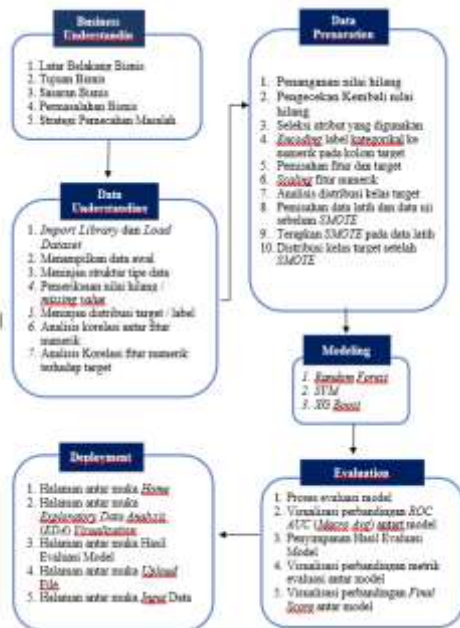 Business
Understandin
1. Latar Belakang Bisnis
2. Tujuan Bisnis
3. Sasaran Bisnis
4. Permasalahan Bisnis
5. Strategi Pemecahan Masalah
Data
Understanding
1. Import Library dan Load
Dataset
2. Menampilkan data awal
3. Meninjau struktur tipe data
4. Pemeriksaan nilai hilang /
missing value
5. Meninjau distribusi target / label
6. Analisis korelasi antar fitur
numerik
7. Analisis Korelasi fitur numerik
terhadap target
Data
Preparation
1. Penanganan nilai hilang
2. Pengecekan Kembali nilai
hilang
3. Seleksi atribut yang digunakan
4. Encoding label kategorikal ke
numerik pada kolom target
5. Pemisahan fitur dan target
6. Scaling fitur numerik
7. Analisis distribusi kelas target
8. Pemisahan data latih dan data uji
sebelum SMOTE
9. Terapkan SMOTE pada data latih
10. Distribusi kelas target setelah
SMOTE
Modeling
1. Random Forest
2. SVM
3. XG Boost
Evaluation
1. Proses evaluasi model
2. Visualisasi perbandingan ROC
AUC (Macro Avg) antart model
3. Penyimpanan Hasil Evaluasi
Model
4. Visualisasi perbandingan metrik
evaluasi antar model
5. Visualisasi perbandingan Final
Score antar model
Deployment
1. Halaman antar muka Home
2. Halaman antar muka
Exploratory Data Analysis
(EDA) Visualization
3. Halaman antar muka Hasil
Evaluasi Model
4. Halaman antar muka Upload
File
5. Halaman antar muka Input Data